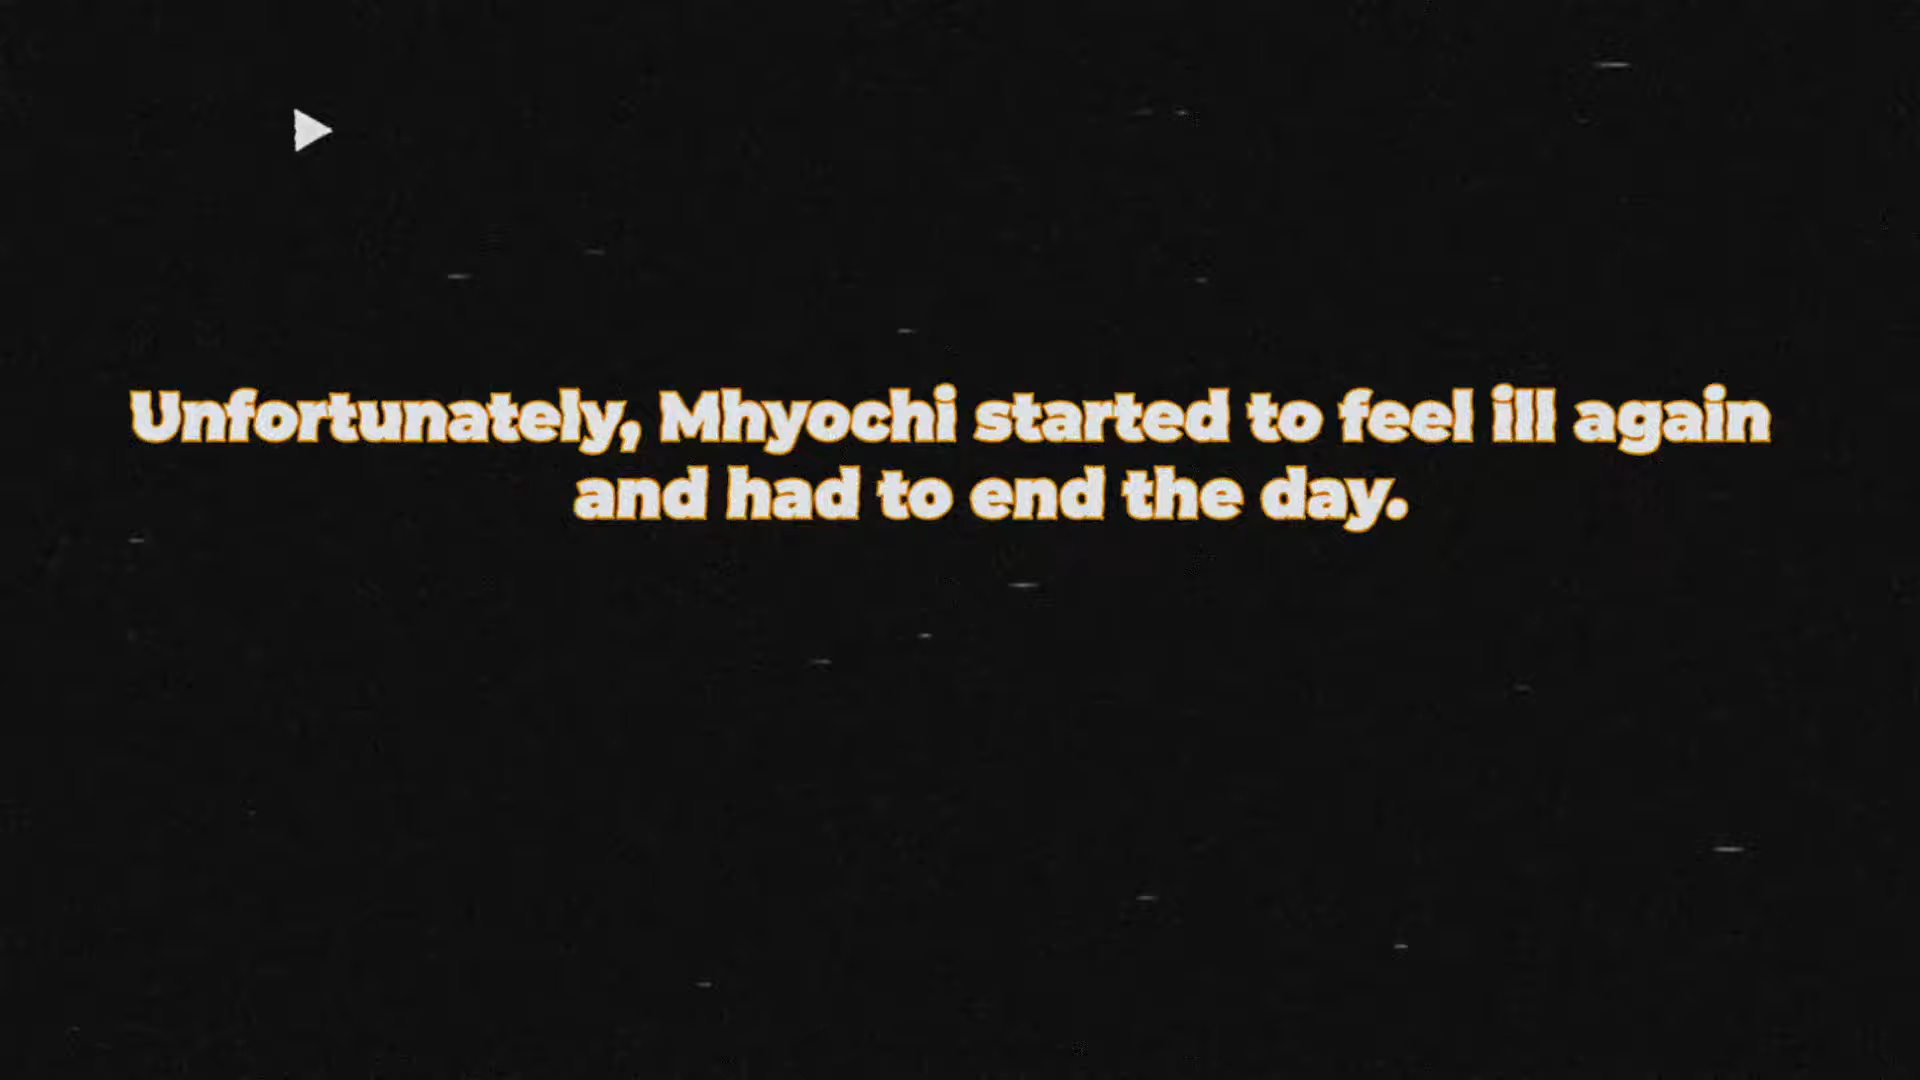 Unfortunately, Mhyochi started to feel ill again
and had to end the day.